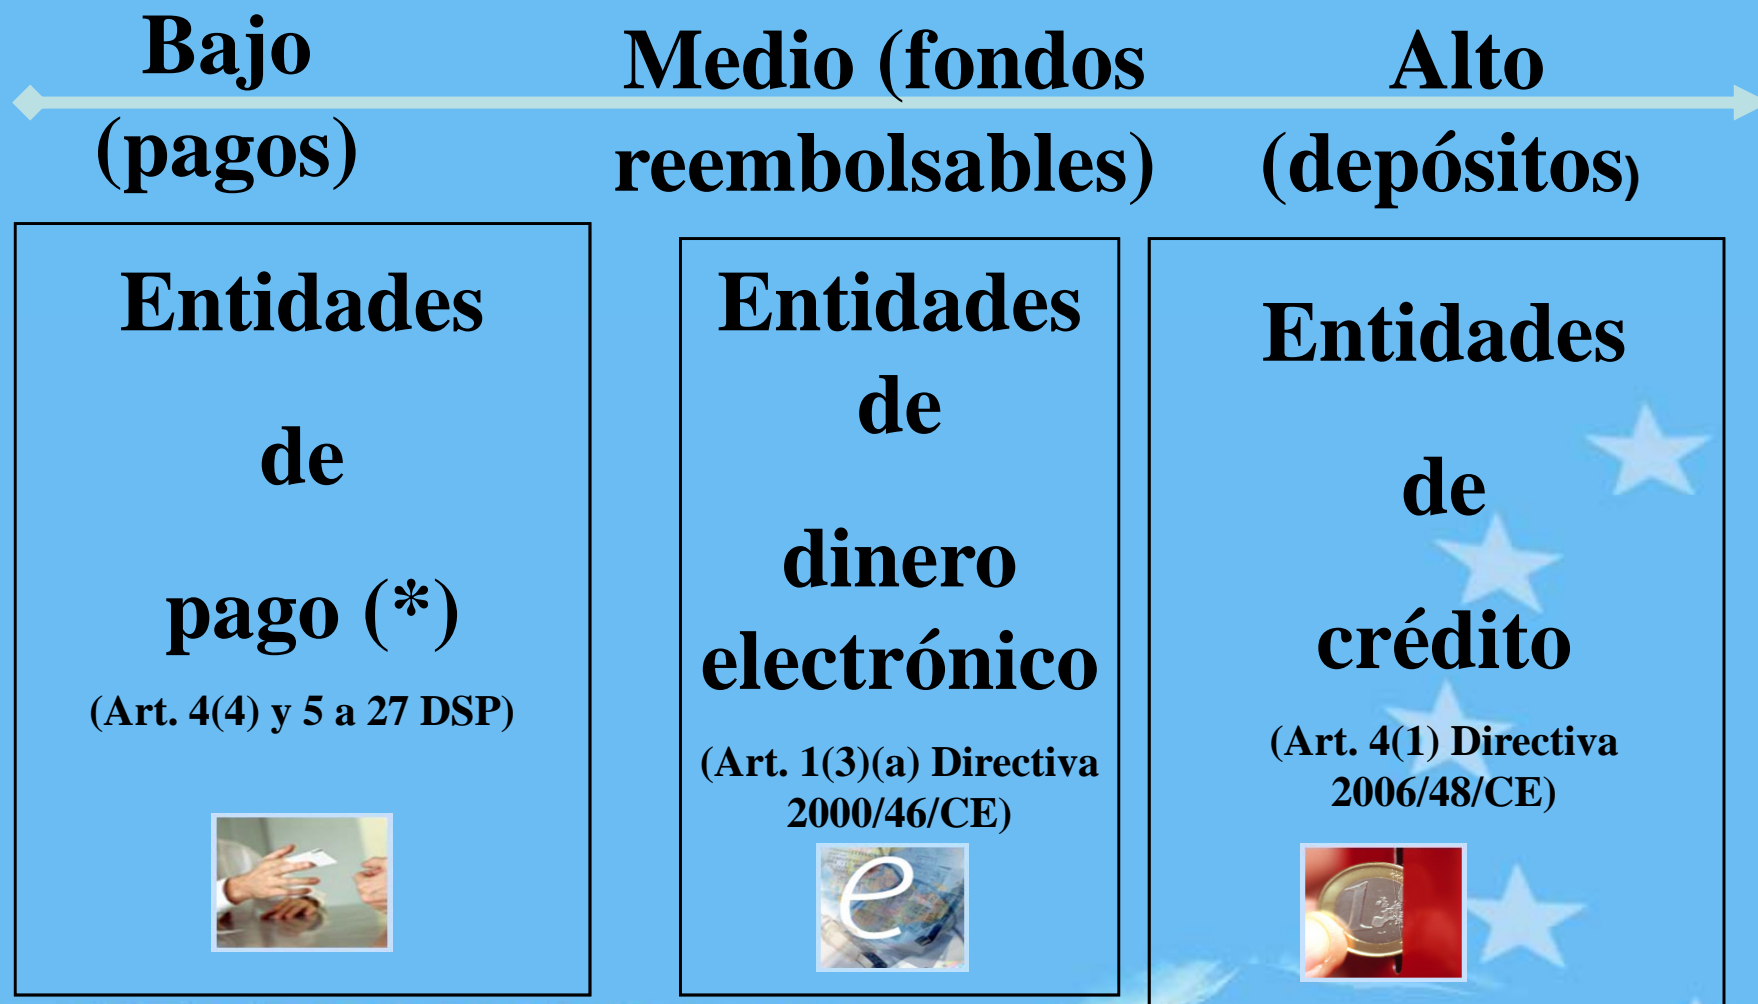 Bajo
(pagos)
Medio (fondos
reembolsables)
Alto
(depósitos)
Entidades
de
pago (*)
(Art. 4(4) y 5 a 27 DSP)
Entidades
de
dinero
electrónico
(Art. 1(3)(a) Directiva
2000/46/CE)
e
Entidades
de
crédito
(Art. 4(1) Directiva
2006/48/CE)
1